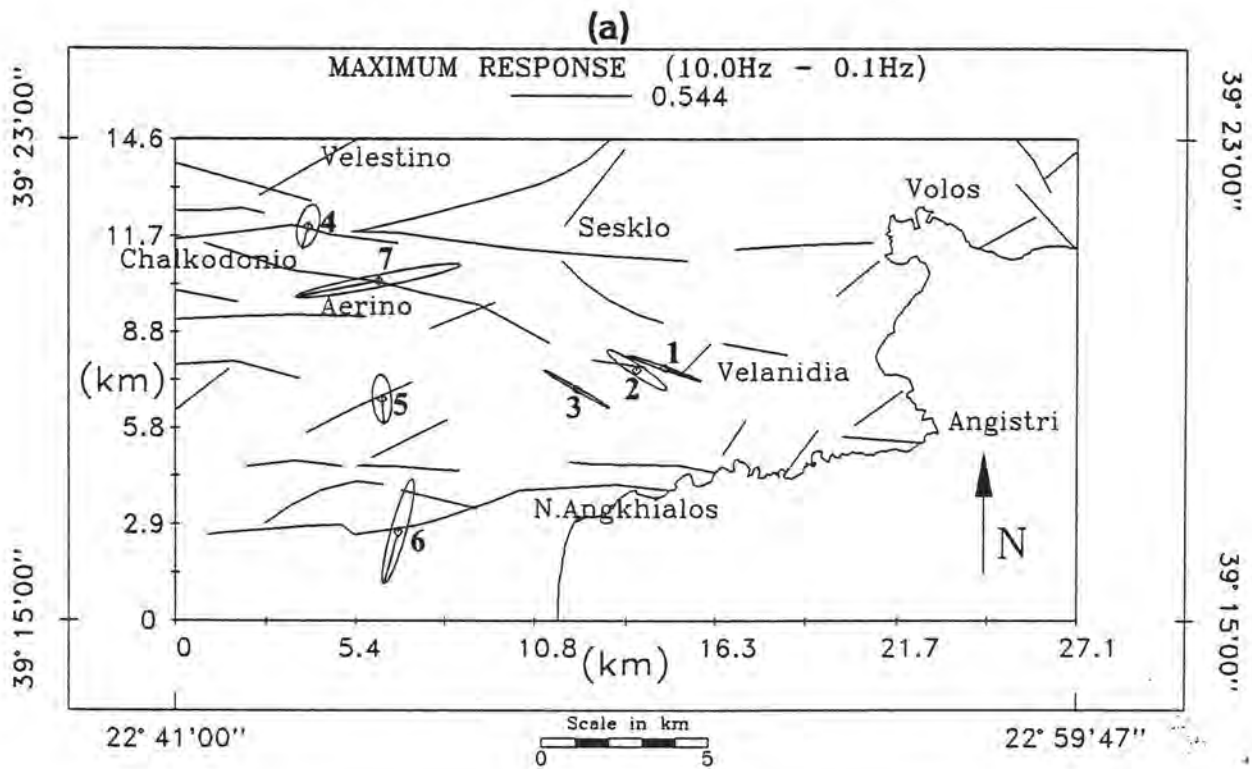 (a)
MAXIMUM RESPONSE (10.0Hz - 0.1Hz)
0.544
39° 23'00"
39° 23'00"
14.6
Velestino
Volos
4
Sesklo
11.7
Chalkodonio
7
Aerino
8.8
1
(km)
2
Velanidia
3
5
5.8
Angistri
N.Angkhialos
2.9
6
N
0
39° 15'00"
39° 15'00"
0
5.4
10.8
16.3
21.7
27.1
(km)
22° 41'00"
Scale in km
22° 59'47"
0
5